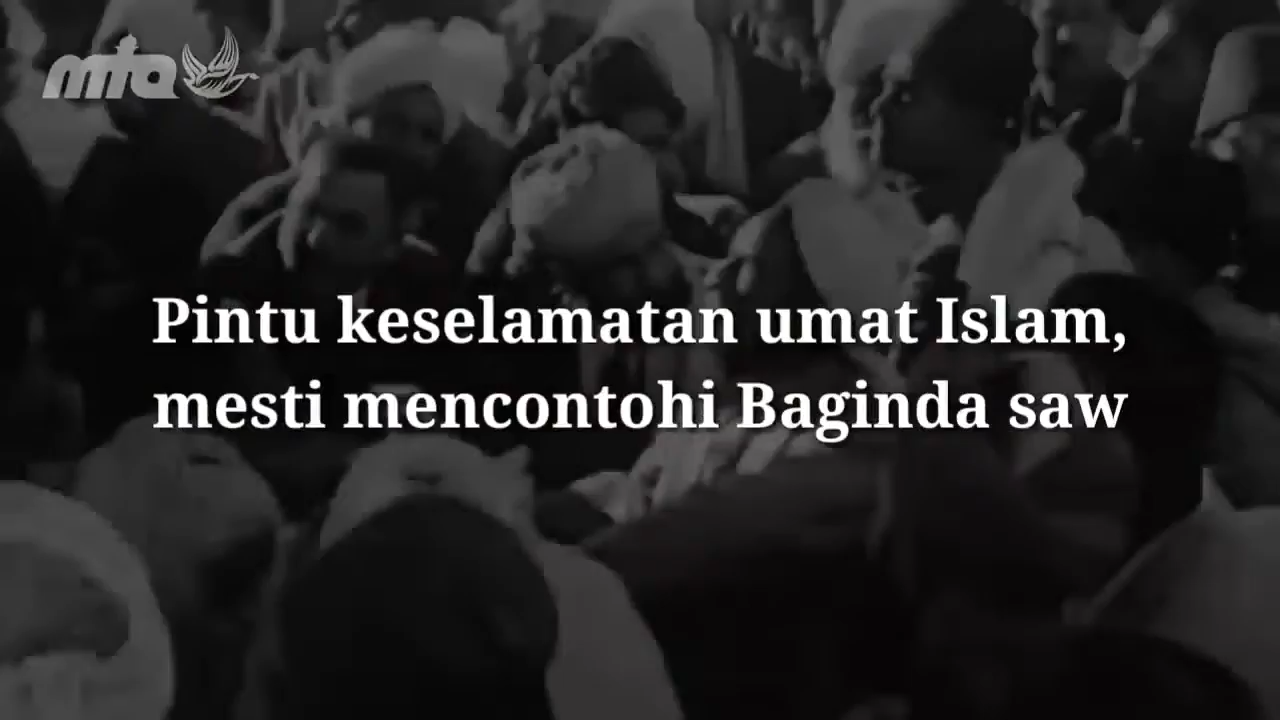 mta
Pintu keselamatan umat Islam,
mesti mencontohi Baginda saw